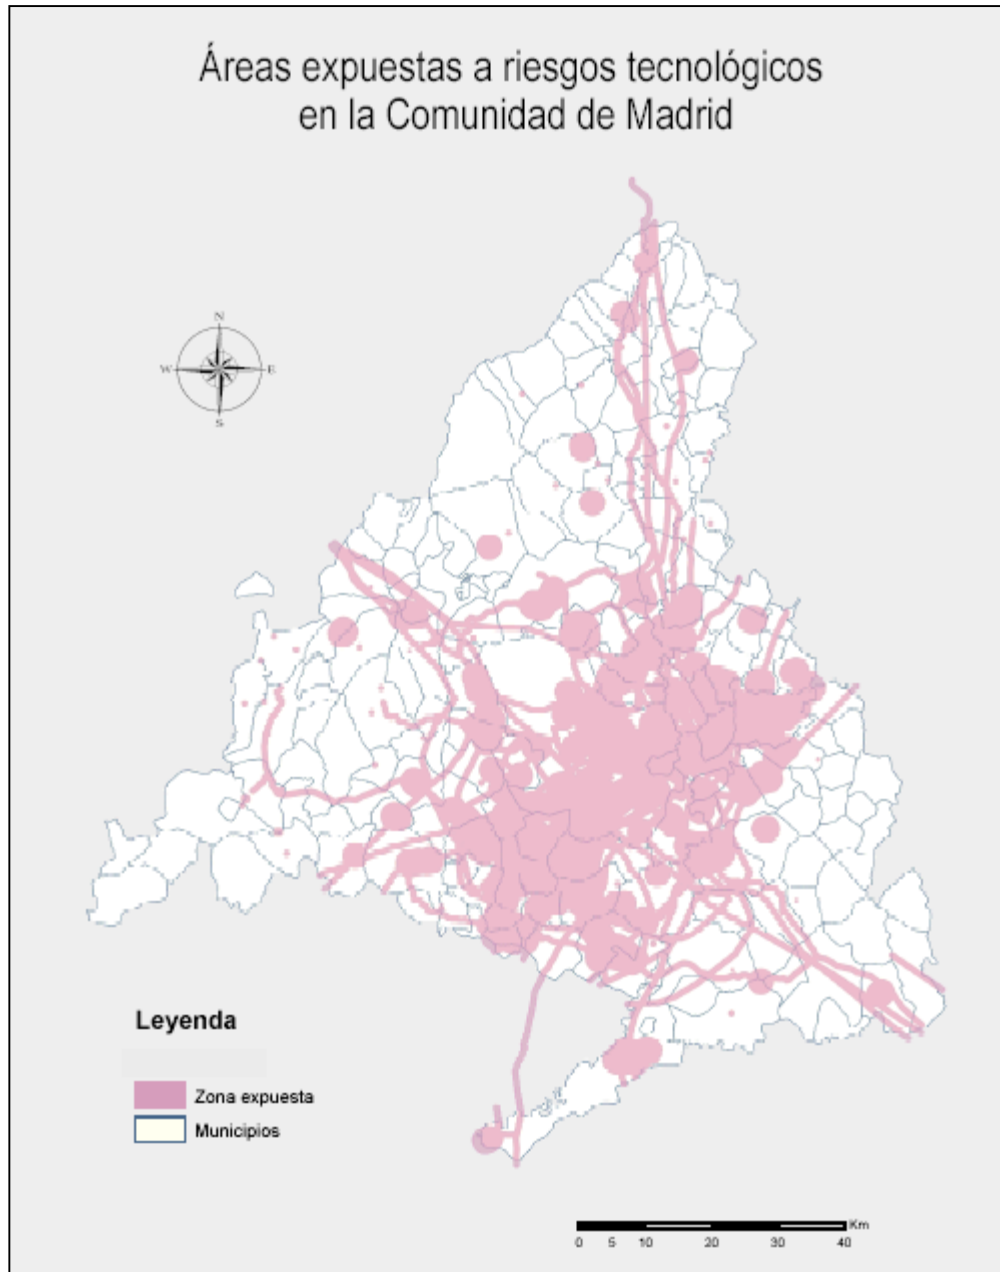 Áreas expuestas a riesgos tecnológicos
en la Comunidad de Madrid
N
W E
S
Leyenda
Zona expuesta
Municipios
Km
0 5 10 20 30 40